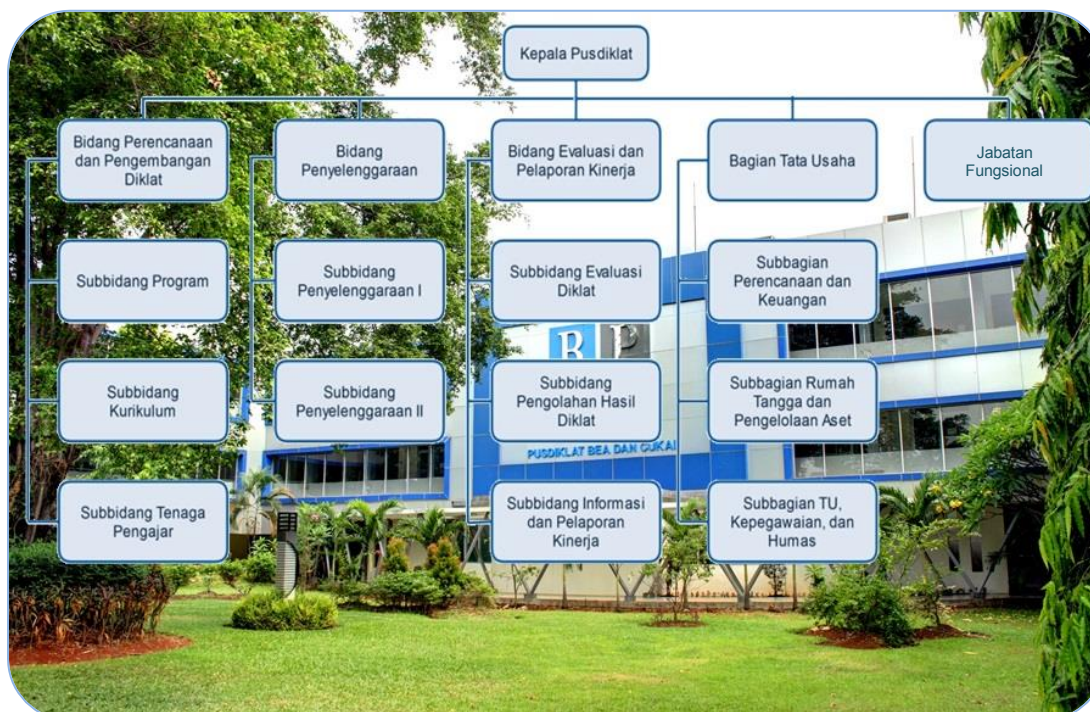 Kepala Pusdiklat
Bidang Perencanaan
dan Pengembangan
Diklat
Bidang
Penyelenggaraan
Bidang Evaluasi dan
Pelaporan Kinerja
Bagian Tata Usaha
Jabatan
Fungsional
Subbidang Program
Subbidang
Penyelenggaraan I
Subbidang Evaluasi
Diklat
Subbagian
Perencanaan dan
Keuangan
Subbidang
Kurikulum
Subbidang
Penyelenggaraan II
Subbidang
Pengolahan Hasil
Diklat
Subbagian Rumah
Tangga dan
Pengelolaan Aset
PUSDIKLAT BEA DAN CUKAI
Subbidang Tenaga
Pengajar
Subbidang Informasi
dan Pelaporan
Kinerja
Subbagian TU,
Kepegawaian, dan
Humas